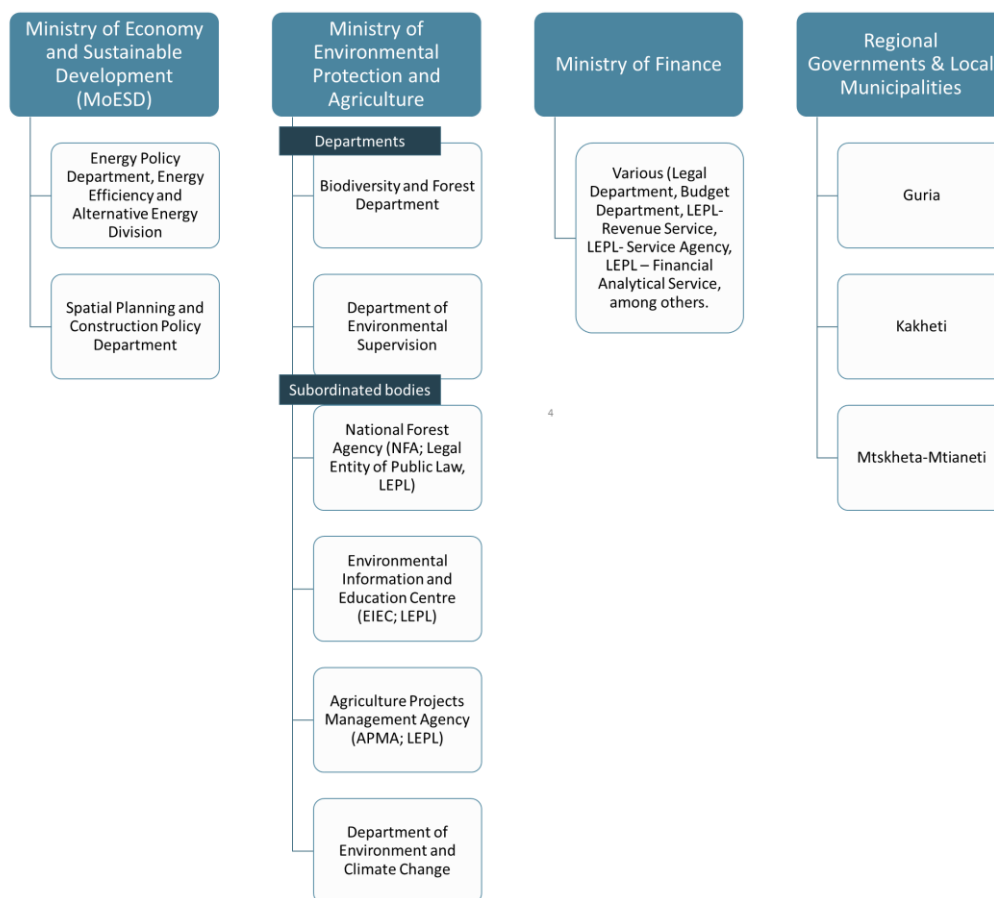 Ministry of Economy
and Sustainable
Development
(MoESD)
Energy Policy
Department, Energy
Efficiency and
Alternative Energy
Division
Spatial Planning and
Construction Policy
Department
Ministry of
Environmental
Protection and
Agriculture
Departments
Biodiversity and Forest
Department
Department of
Environmental
Supervision
Subordinated bodies
National Forest
Agency (NFA; Legal
Entity of Public Law,
LEPL)
Environmental
Information and
Education Centre
(EIEC; LEPL)
Agriculture Projects
Management Agency
(APMA; LEPL)
Department of
Environment and
Climate Change
Ministry of Finance
Various (Legal
Department, Budget
Department, LEPL-
Revenue Service,
LEPL- Service Agency,
LEPL – Financial
Analytical Service,
among others.
4
Regional
Governments & Local
Municipalities
Guria
Kakheti
Mtskheta-Mtianeti